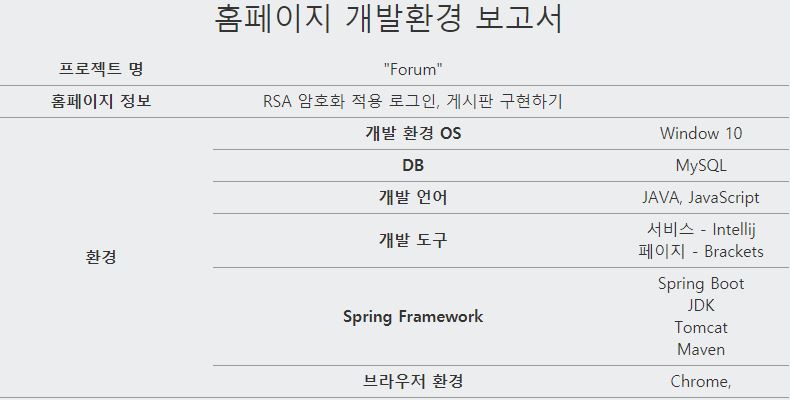 홈페이지 개발환경 보고서
프로젝트 명 "Forum"
홈페이지 정보 RSA 암호화 적용 로그인, 게시판 구현하기
환경
개발 환경 OS Window 10
DB MySQL
개발 언어 JAVA, JavaScript
개발 도구
서비스 - Intellij
페이지 - Brackets
Spring Framework
Spring Boot
JDK
Tomcat
Maven
브라우저 환경 Chrome,